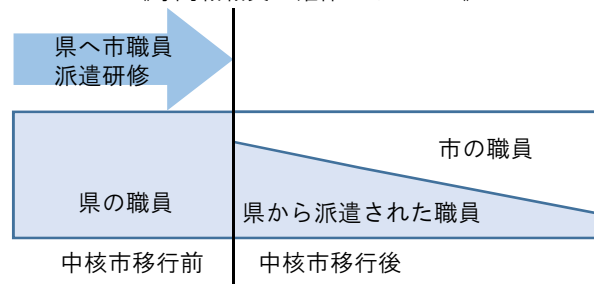 県へ市職員
派遣研修
市の職員
県の職員
県から派遣された職員
中核市移行前
中核市移行後